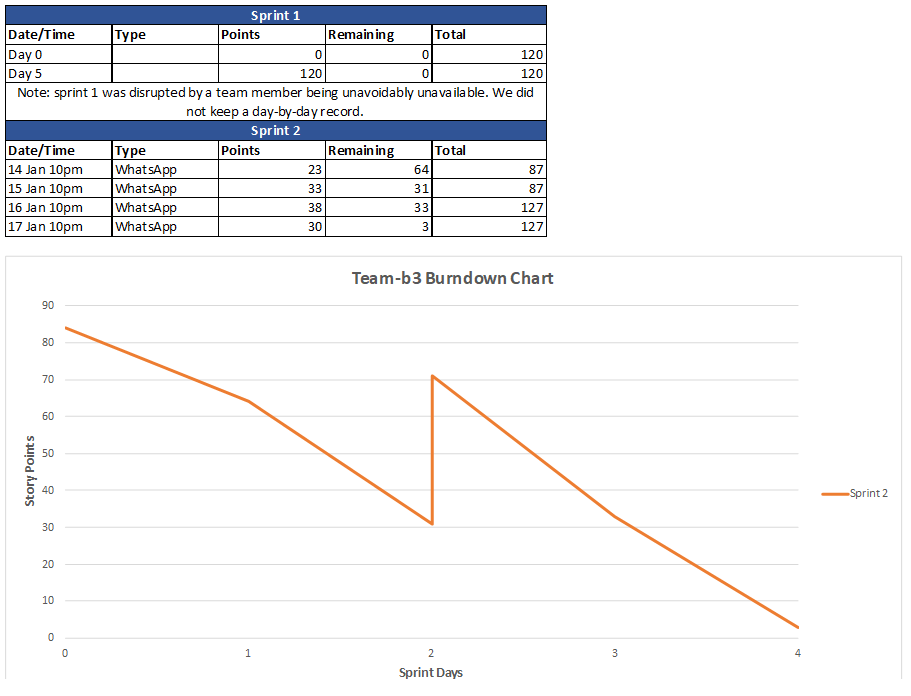 Sprint 1
Date/Time Type Points Remaining Total
Day 0 0 0 120
Day 5 120 0 120
Note: sprint 1 was disrupted by a team member being unavoidably unavailable. We did
not keep a day-by-day record.
Sprint 2
Date/Time Type Points Remaining Total
14 Jan 10pm WhatsApp 23 64 87
15 Jan 10pm WhatsApp 33 31 87
16 Jan 10pm WhatsApp 38 33 127
17 Jan 10pm WhatsApp 30 3 127
Team-b3 Burndown Chart
90
80
70
60
50
40
30
20
10
0
Story Points
0 1 2 3 4
Sprint Days
Sprint 2